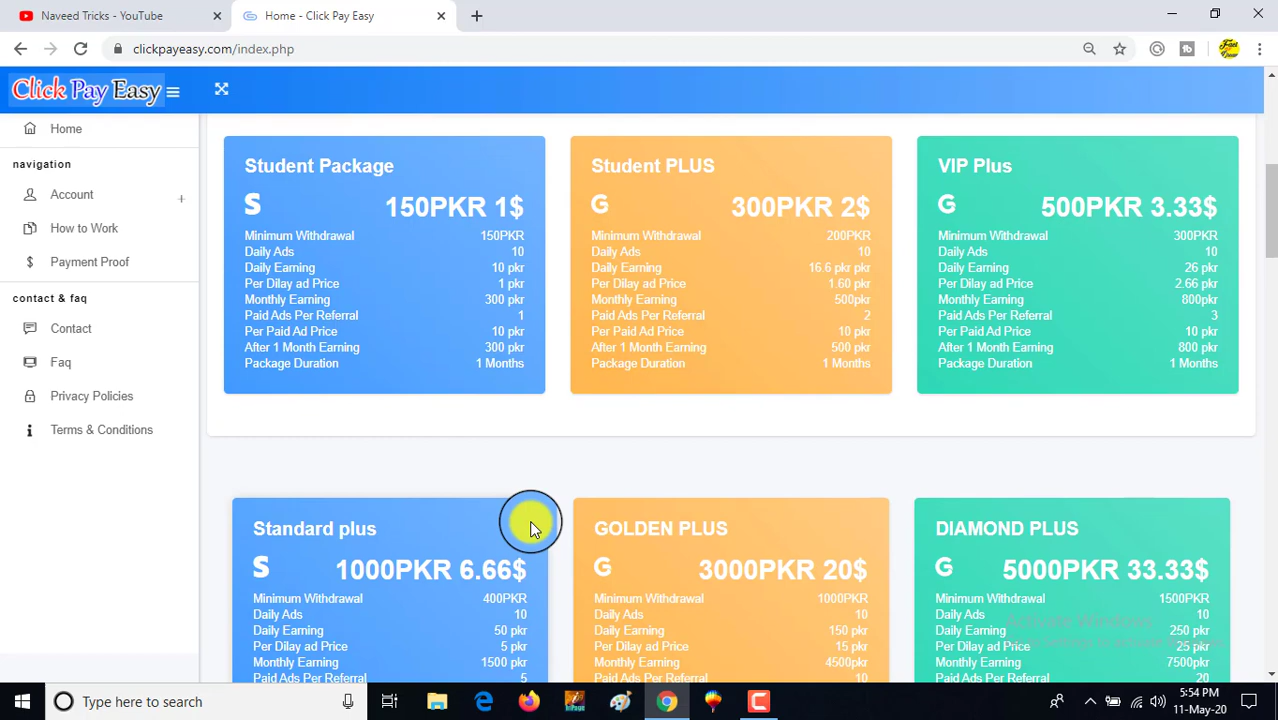 Naveed Tricks - YouTube
Home - Click Pay Easy
clickpayeasy.com/index.php
Click Pay Easy
Home
navigation
Account +
How to Work
$ Payment Proof
contact & faq
Contact
Faq
Privacy Policies
Terms & Conditions
Student Package
S 150PKR 1$
Minimum Withdrawal 150PKR
Daily Ads 10
Daily Earning 10 pkr
Per Dilay ad Price 1 pkr
Monthly Earning 300 pkr
Paid Ads Per Referral 1
Per Paid Ad Price 10 pkr
After 1 Month Earning 300 pkr
Package Duration 1 Months
Student PLUS
G 300PKR 2$
Minimum Withdrawal 200PKR
Daily Ads 10
Daily Earning 16.6 pkr pkr
Per Dilay ad Price 1.60 pkr
Monthly Earning 500pkr
Paid Ads Per Referral 2
Per Paid Ad Price 10 pkr
After 1 Month Earning 500 pkr
Package Duration 1 Months
VIP Plus
G 500PKR 3.33$
Minimum Withdrawal 300PKR
Daily Ads 10
Daily Earning 26 pkr
Per Dilay ad Price 2.66 pkr
Monthly Earning 800pkr
Paid Ads Per Referral 3
Per Paid Ad Price 10 pkr
After 1 Month Earning 800 pkr
Package Duration 1 Months
Standard plus
S 1000PKR 6.66$
Minimum Withdrawal 400PKR
Daily Ads 10
Daily Earning 50 pkr
Per Dilay ad Price 5 pkr
Monthly Earning 1500 pkr
Paid Ads Per Referral 5
GOLDEN PLUS
G 3000PKR 20$
Minimum Withdrawal 1000PKR
Daily Ads 10
Daily Earning 150 pkr
Per Dilay ad Price 15 pkr
Monthly Earning 4500pkr
Paid Ads Per Referral 10
DIAMOND PLUS
G 5000PKR 33.33$
Minimum Withdrawal 1500PKR
Daily Ads 10
Daily Earning 250 pkr
Per Dilay ad Price 25 pkr
Monthly Earning 7500pkr
Paid Ads Per Referral 20
Activate Windows
Go to Settings to activate Windows.
Type here to search
5:54 PM
11-May-20